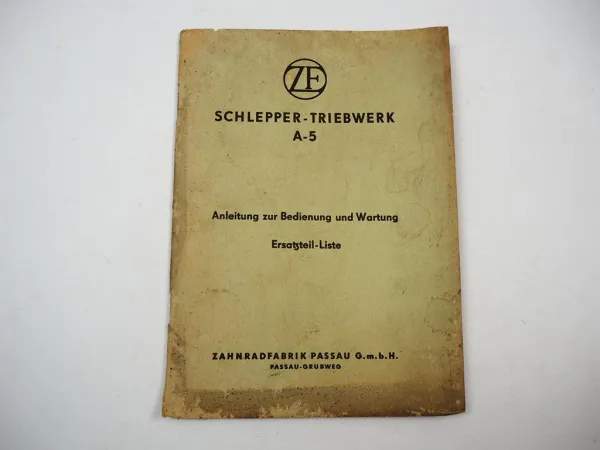 ZF
SCHLEPPER-TRIEBWERK
A-5
Anleitung zur Bedienung und Wartung
Ersatzteil-Liste
ZAHNRADFABRIK PASSAU G.m.b.H.
PASSAU-GRUBWEG